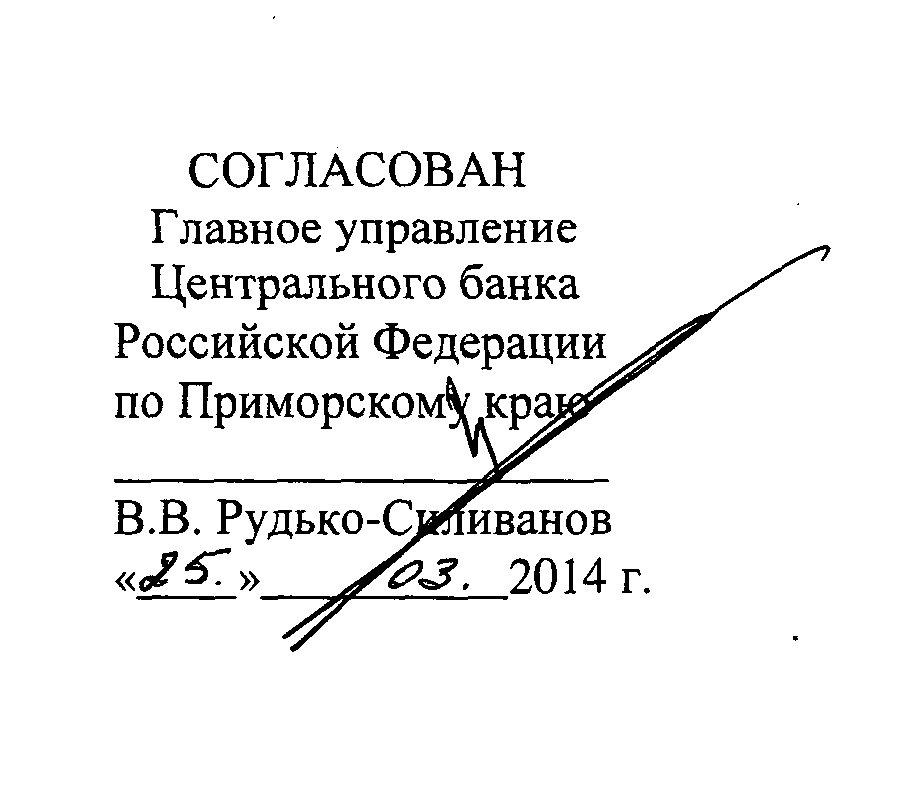 СОГЛАСОВАН
Главное управление
Центрального банка
Российской Федерации
по Приморскому краю
В.В. Рудько-Силиванов
«25.» 03. 2014 г.